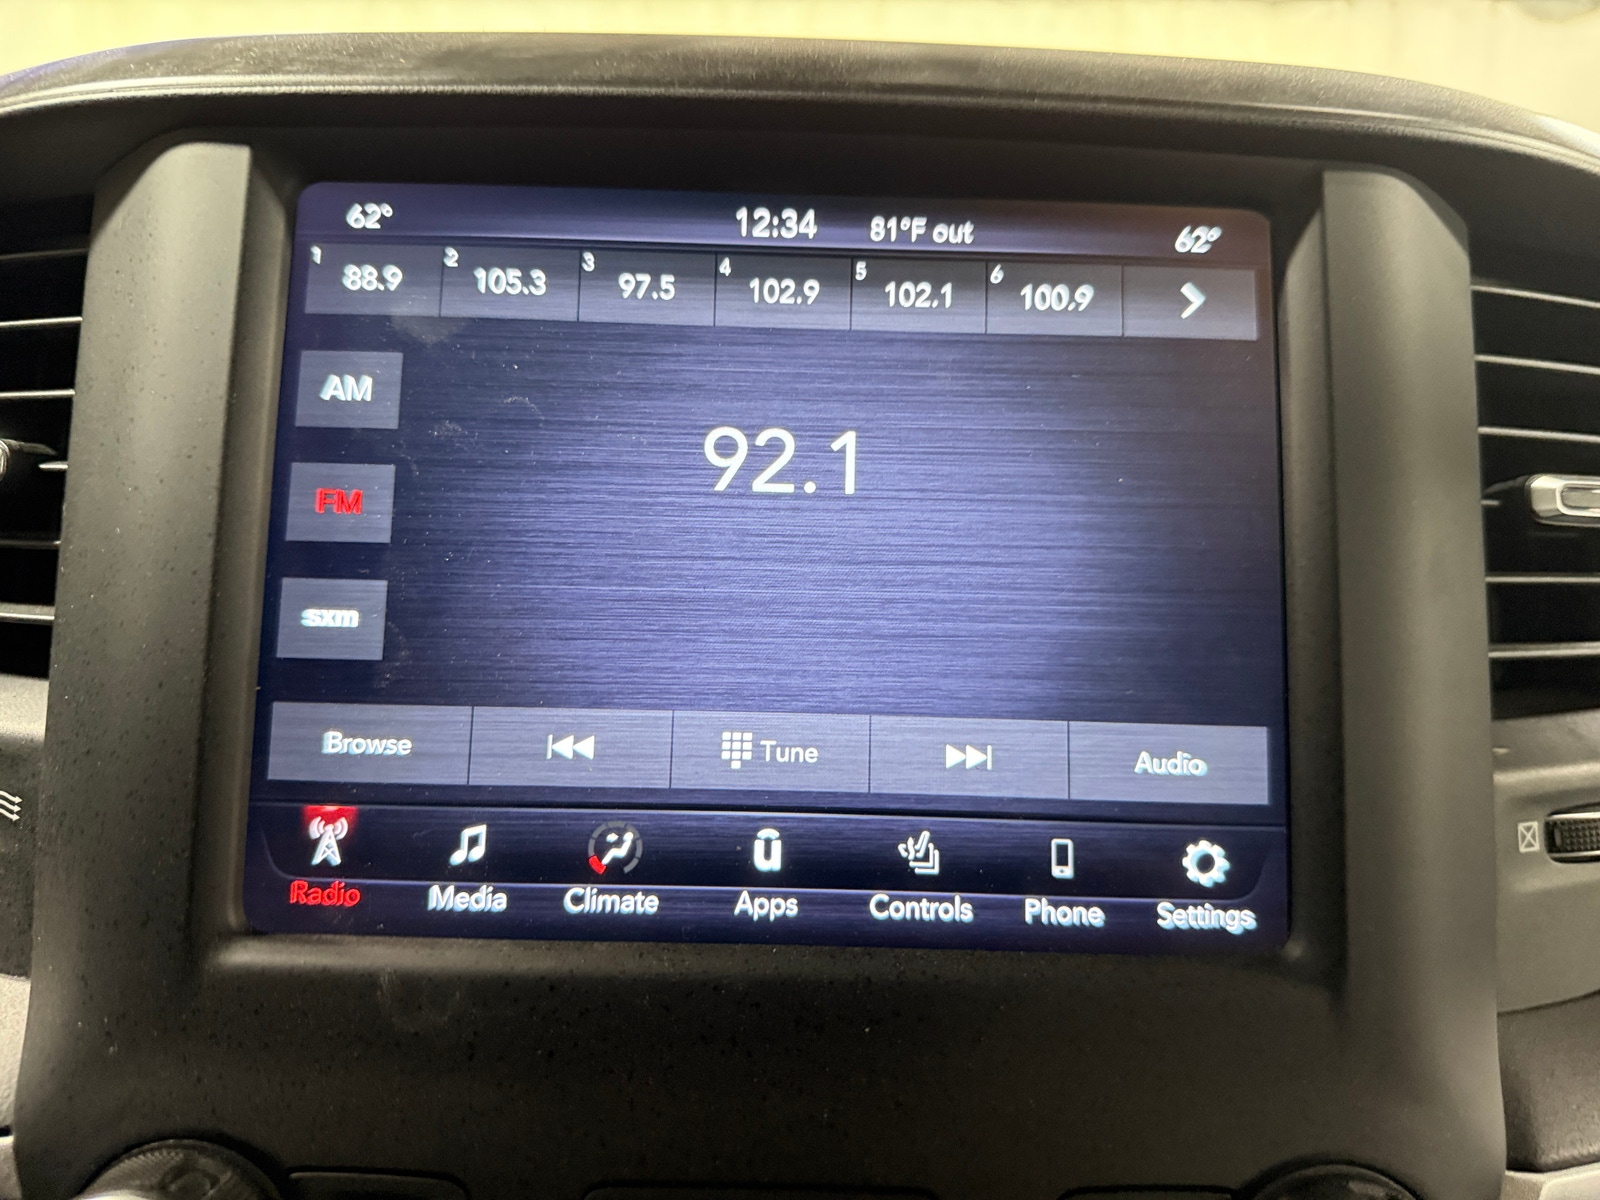 62° 12:34 81°F out 62°
1 88.9 2 105.3 3 97.5 4 102.9 5 102.1 6 100.9
AM
92.1
FM
sxm
Browse Tune Audio
Radio Media Climate Apps Controls Phone Settings